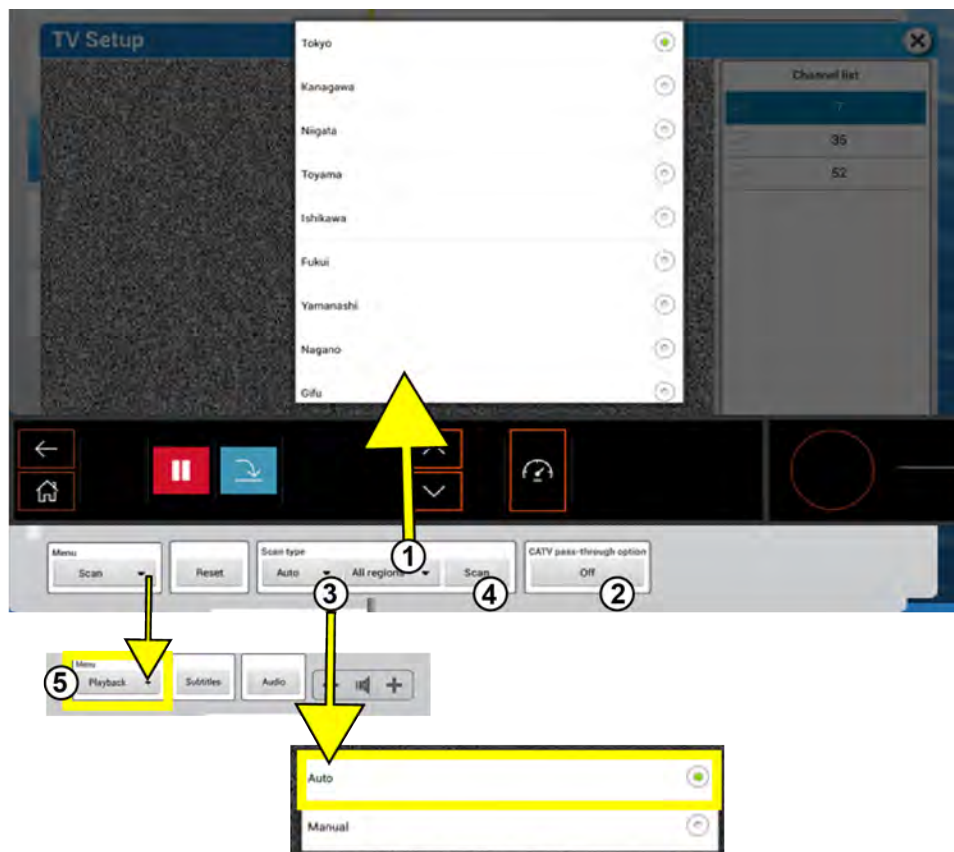 TV Setup
Tokyo
Kanagawa
Niigata
Toyama
Ishikawa
Fukui
Yamanashi
Nagano
Gifu
Channel list
7
35
52
Menu
Scan
Reset
Scan type
Auto
All regions
Scan
CATV pass-through option
Off
1
3
4
2
5
Menu
Playback
Subtitles
Audio
Auto
Manual